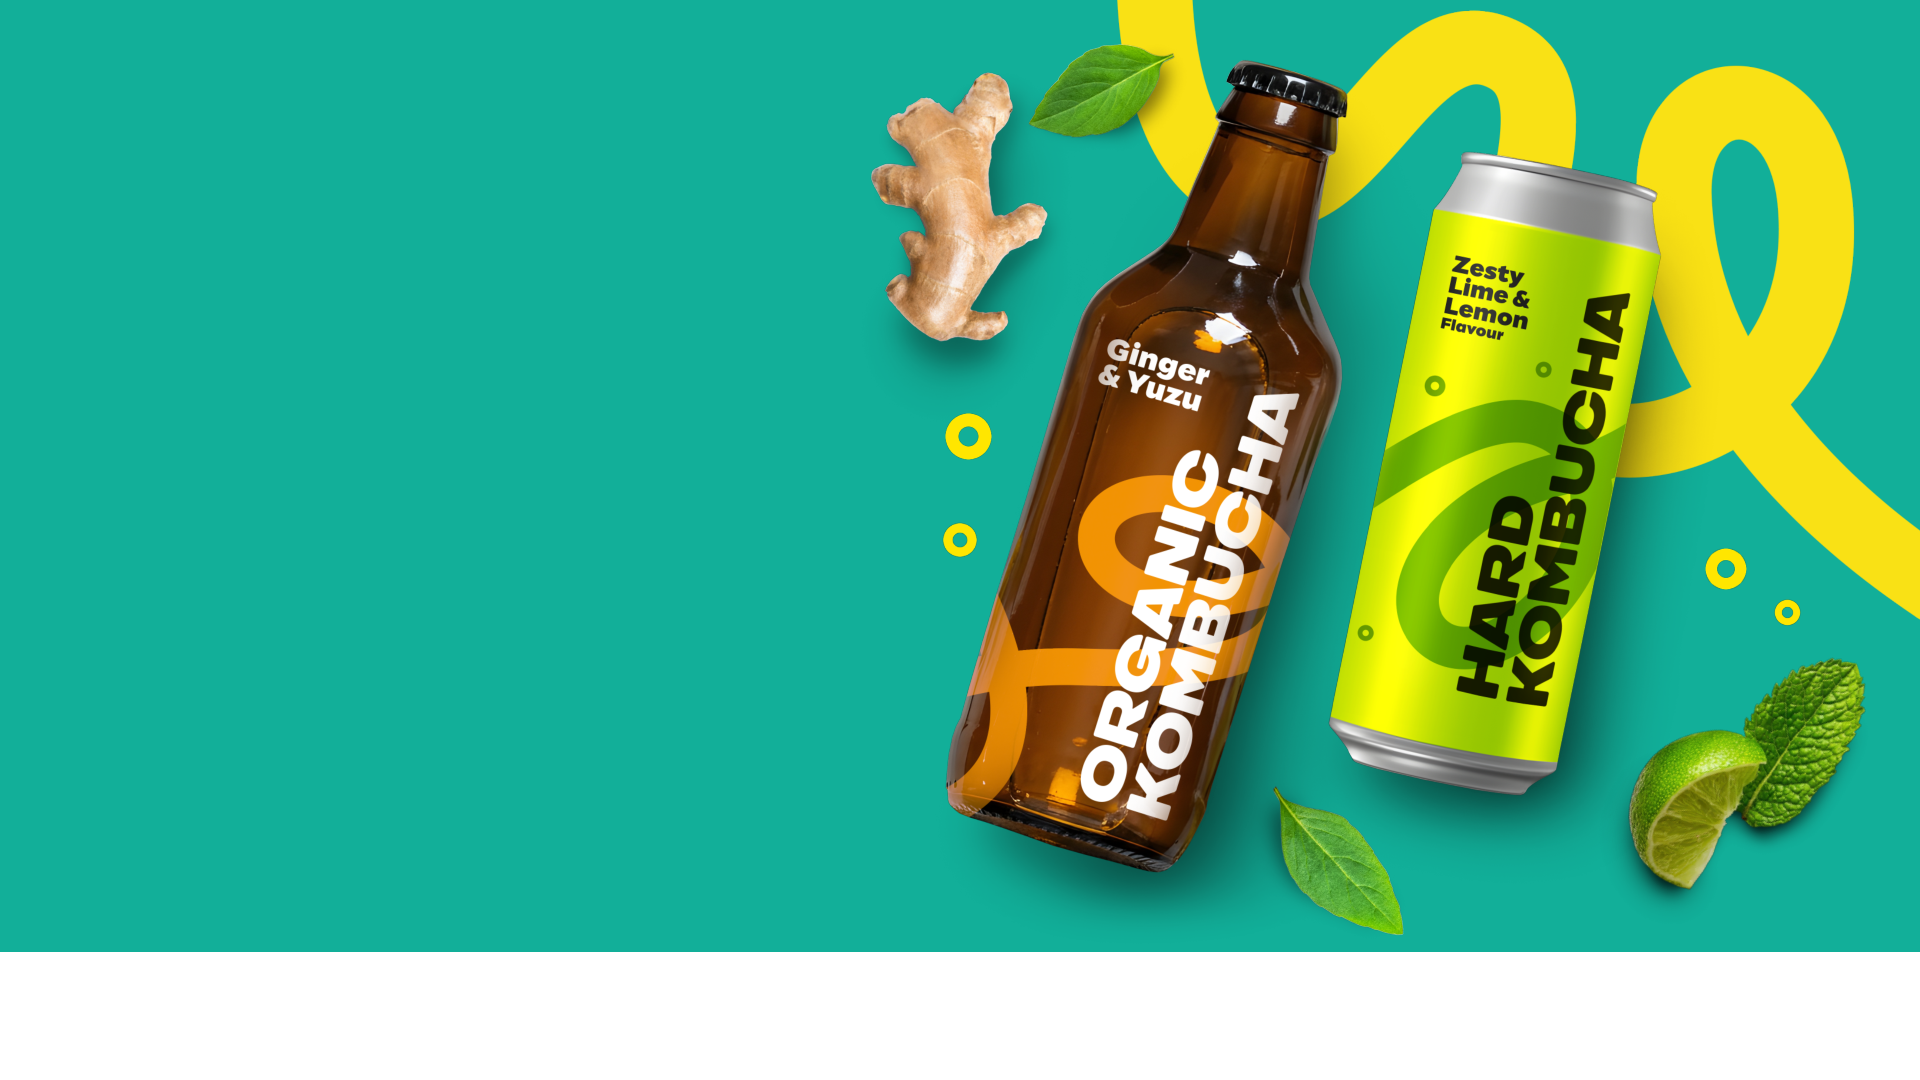 Ginger
& Yuzu
ORGANIC
KOMBUCHA
Zesty
Lime &
Lemon
Flavour
HARD
KOMBUCHA